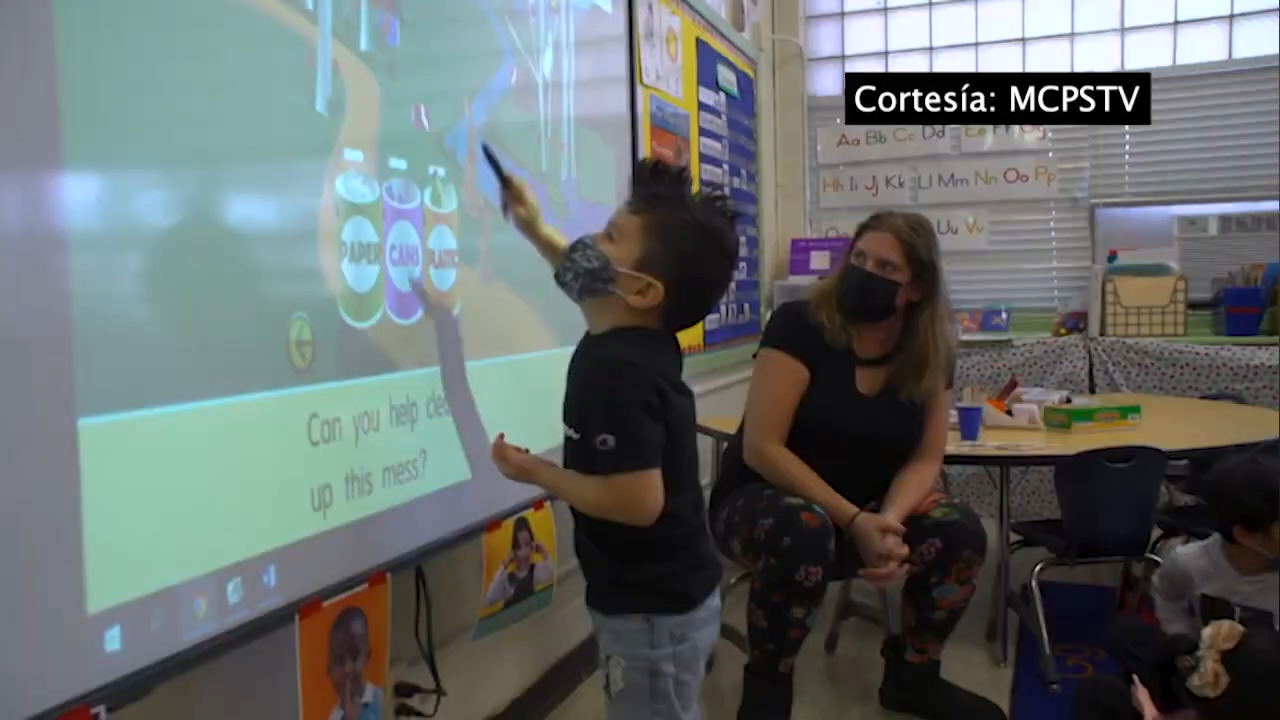 Cortesía: MCPSTV
Aa Bb Cc Dd
Hh Ii Jj Kk Ll Mm Nn Oo Pp
Uu Vv
PAPER CANS
Can you help
up this mess?